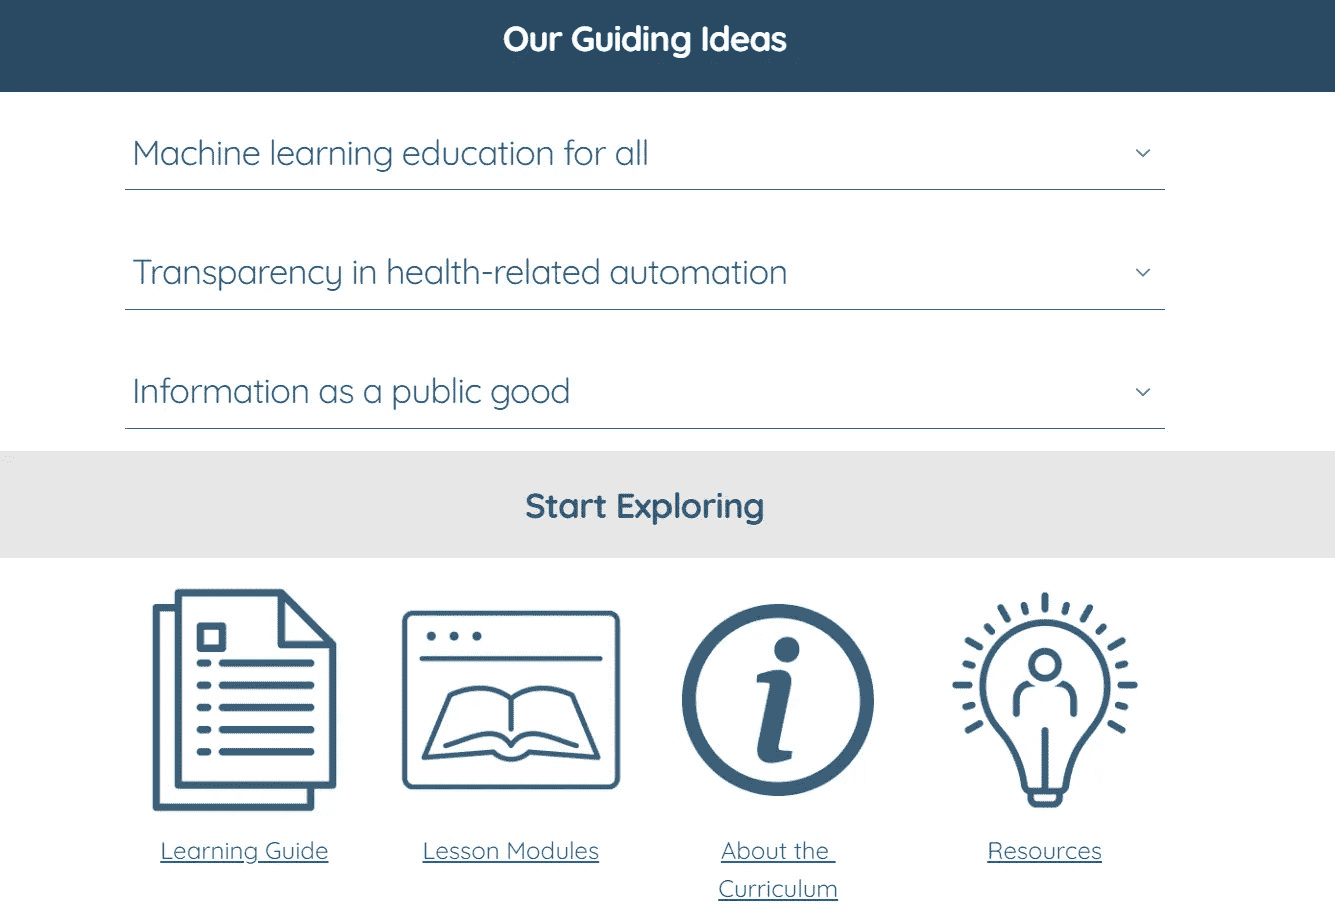 Our Guiding Ideas
Machine learning education for all
Transparency in health-related automation
Information as a public good
Start Exploring
Learning Guide
Lesson Modules
About the
Curriculum
Resources